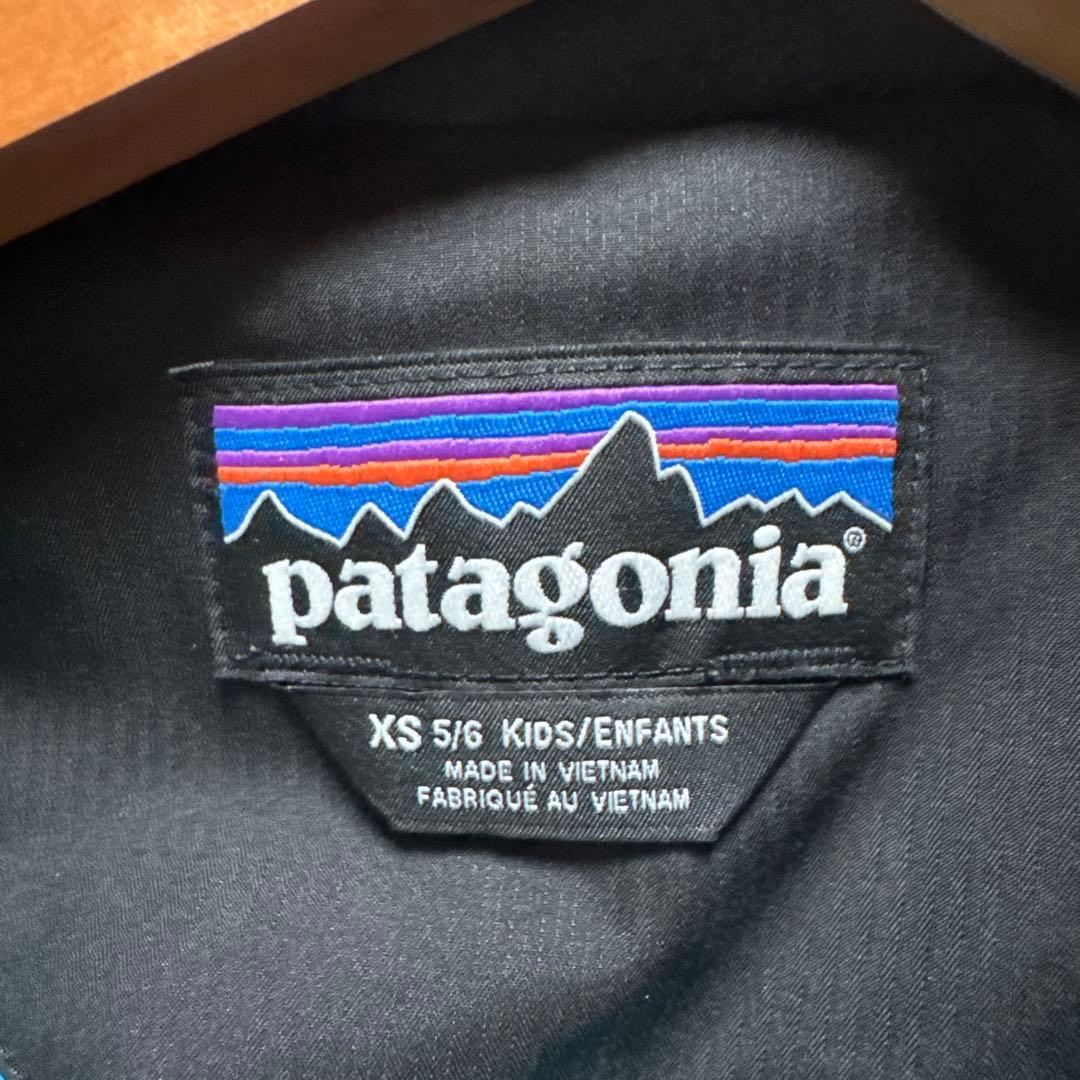 patagonia®
XS 5/6 KIDS/ENFANTS
MADE IN VIETNAM
FABRIQUÉ AU VIETNAM